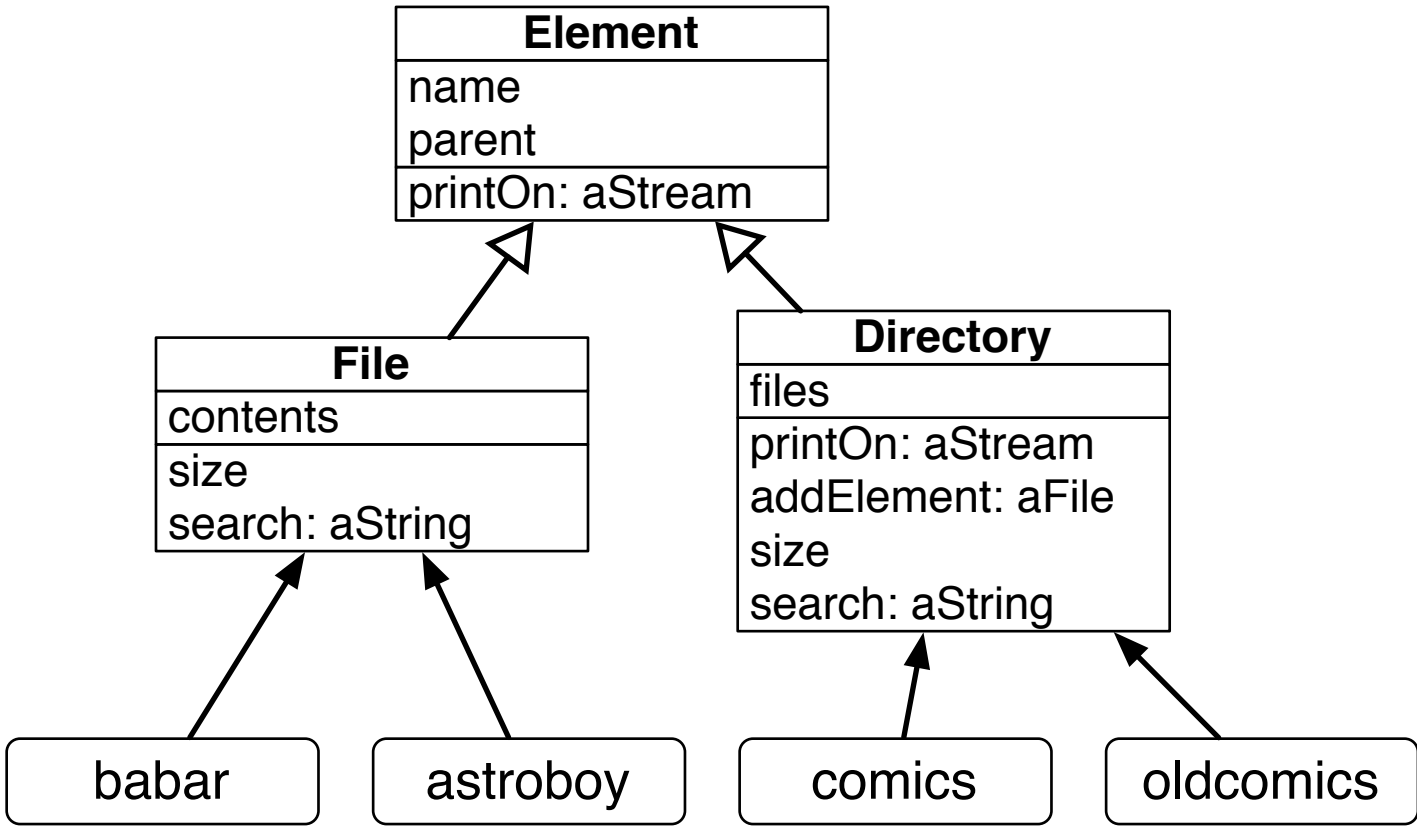 Element
name
parent
printOn: aStream
File
contents
size
search: aString
Directory
files
printOn: aStream
addElement: aFile
size
search: aString
babar
astroboy
comics
oldcomics